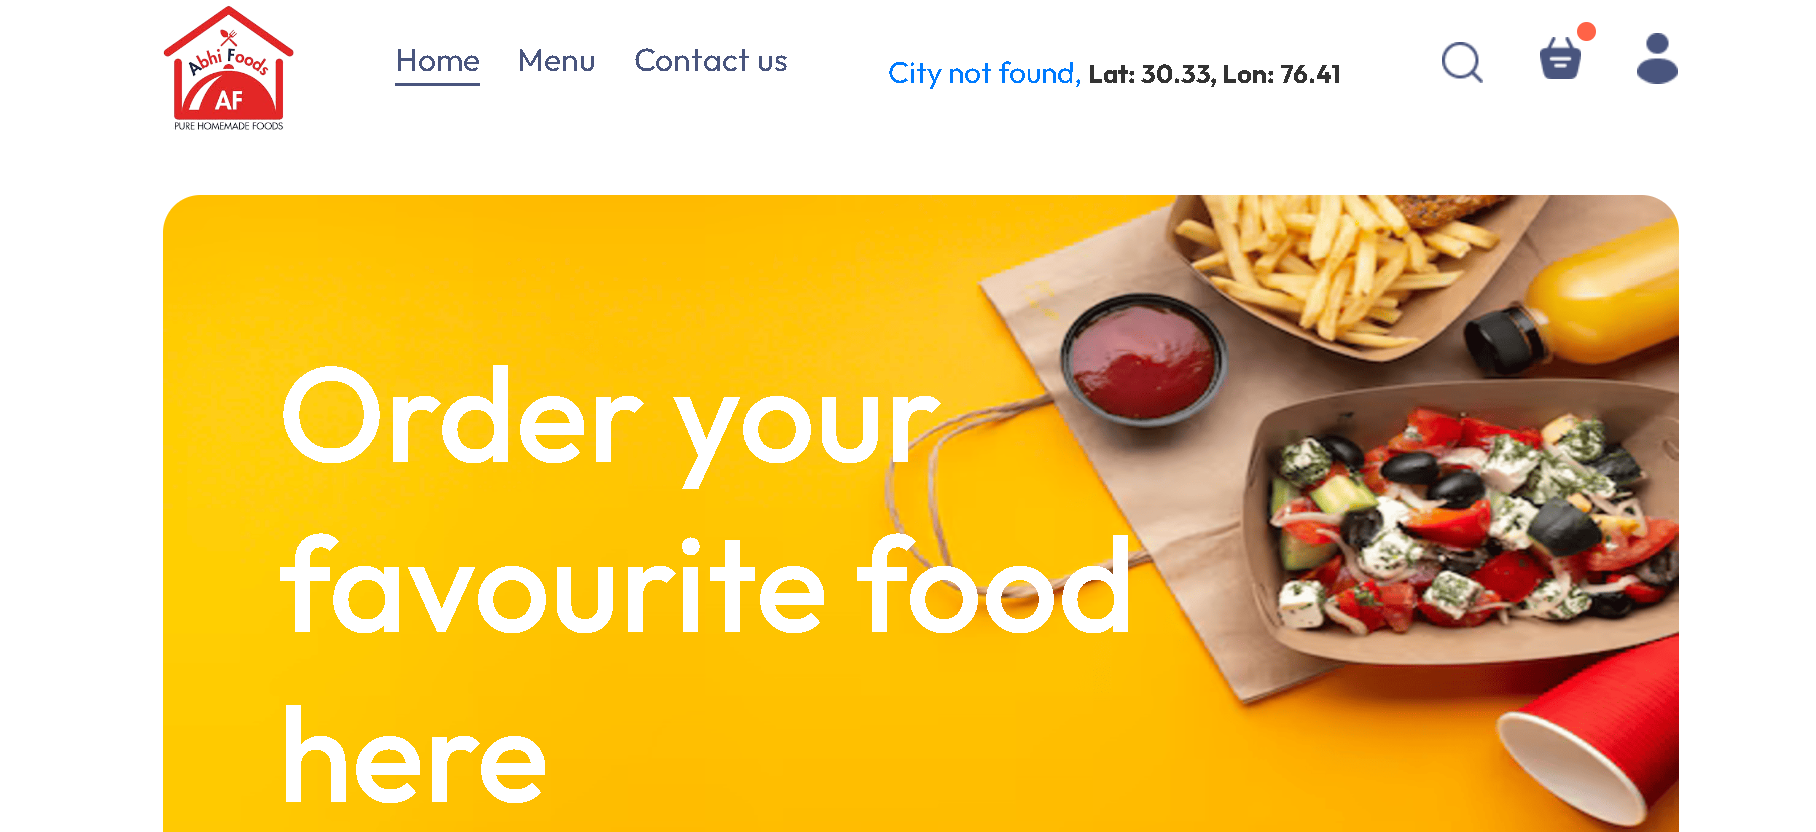 Abhi Foods
AF
PURE HOMEMADE FOODS
Home Menu Contact us
City not found, Lat: 30.33, Lon: 76.41
Order your
favourite food
here